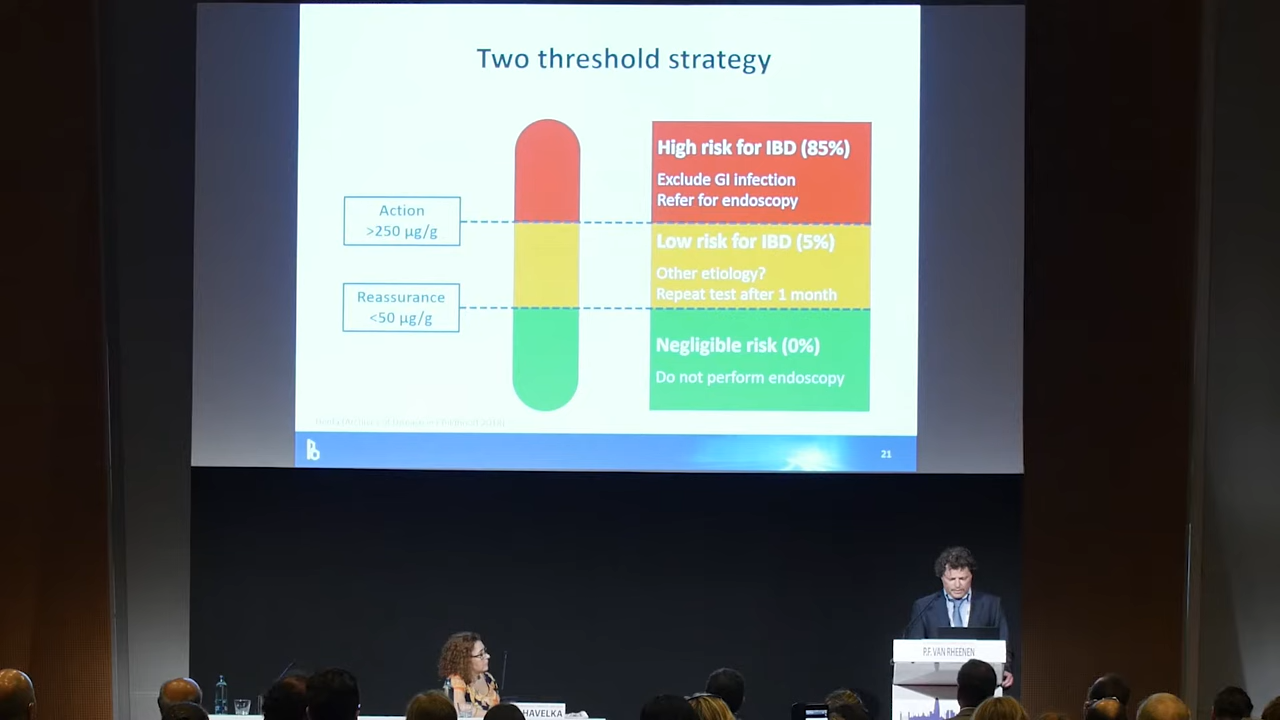 Two threshold strategy
High risk for IBD (85%)
Exclude GI infection
Refer for endoscopy
Action
>250 µg/g
Low risk for IBD (5%)
Other etiology?
Repeat test after 1 month
Reassurance
<50 µg/g
Negligible risk (0%)
Do not perform endoscopy
21
P.F. VAN RHEENEN
HAVELKA